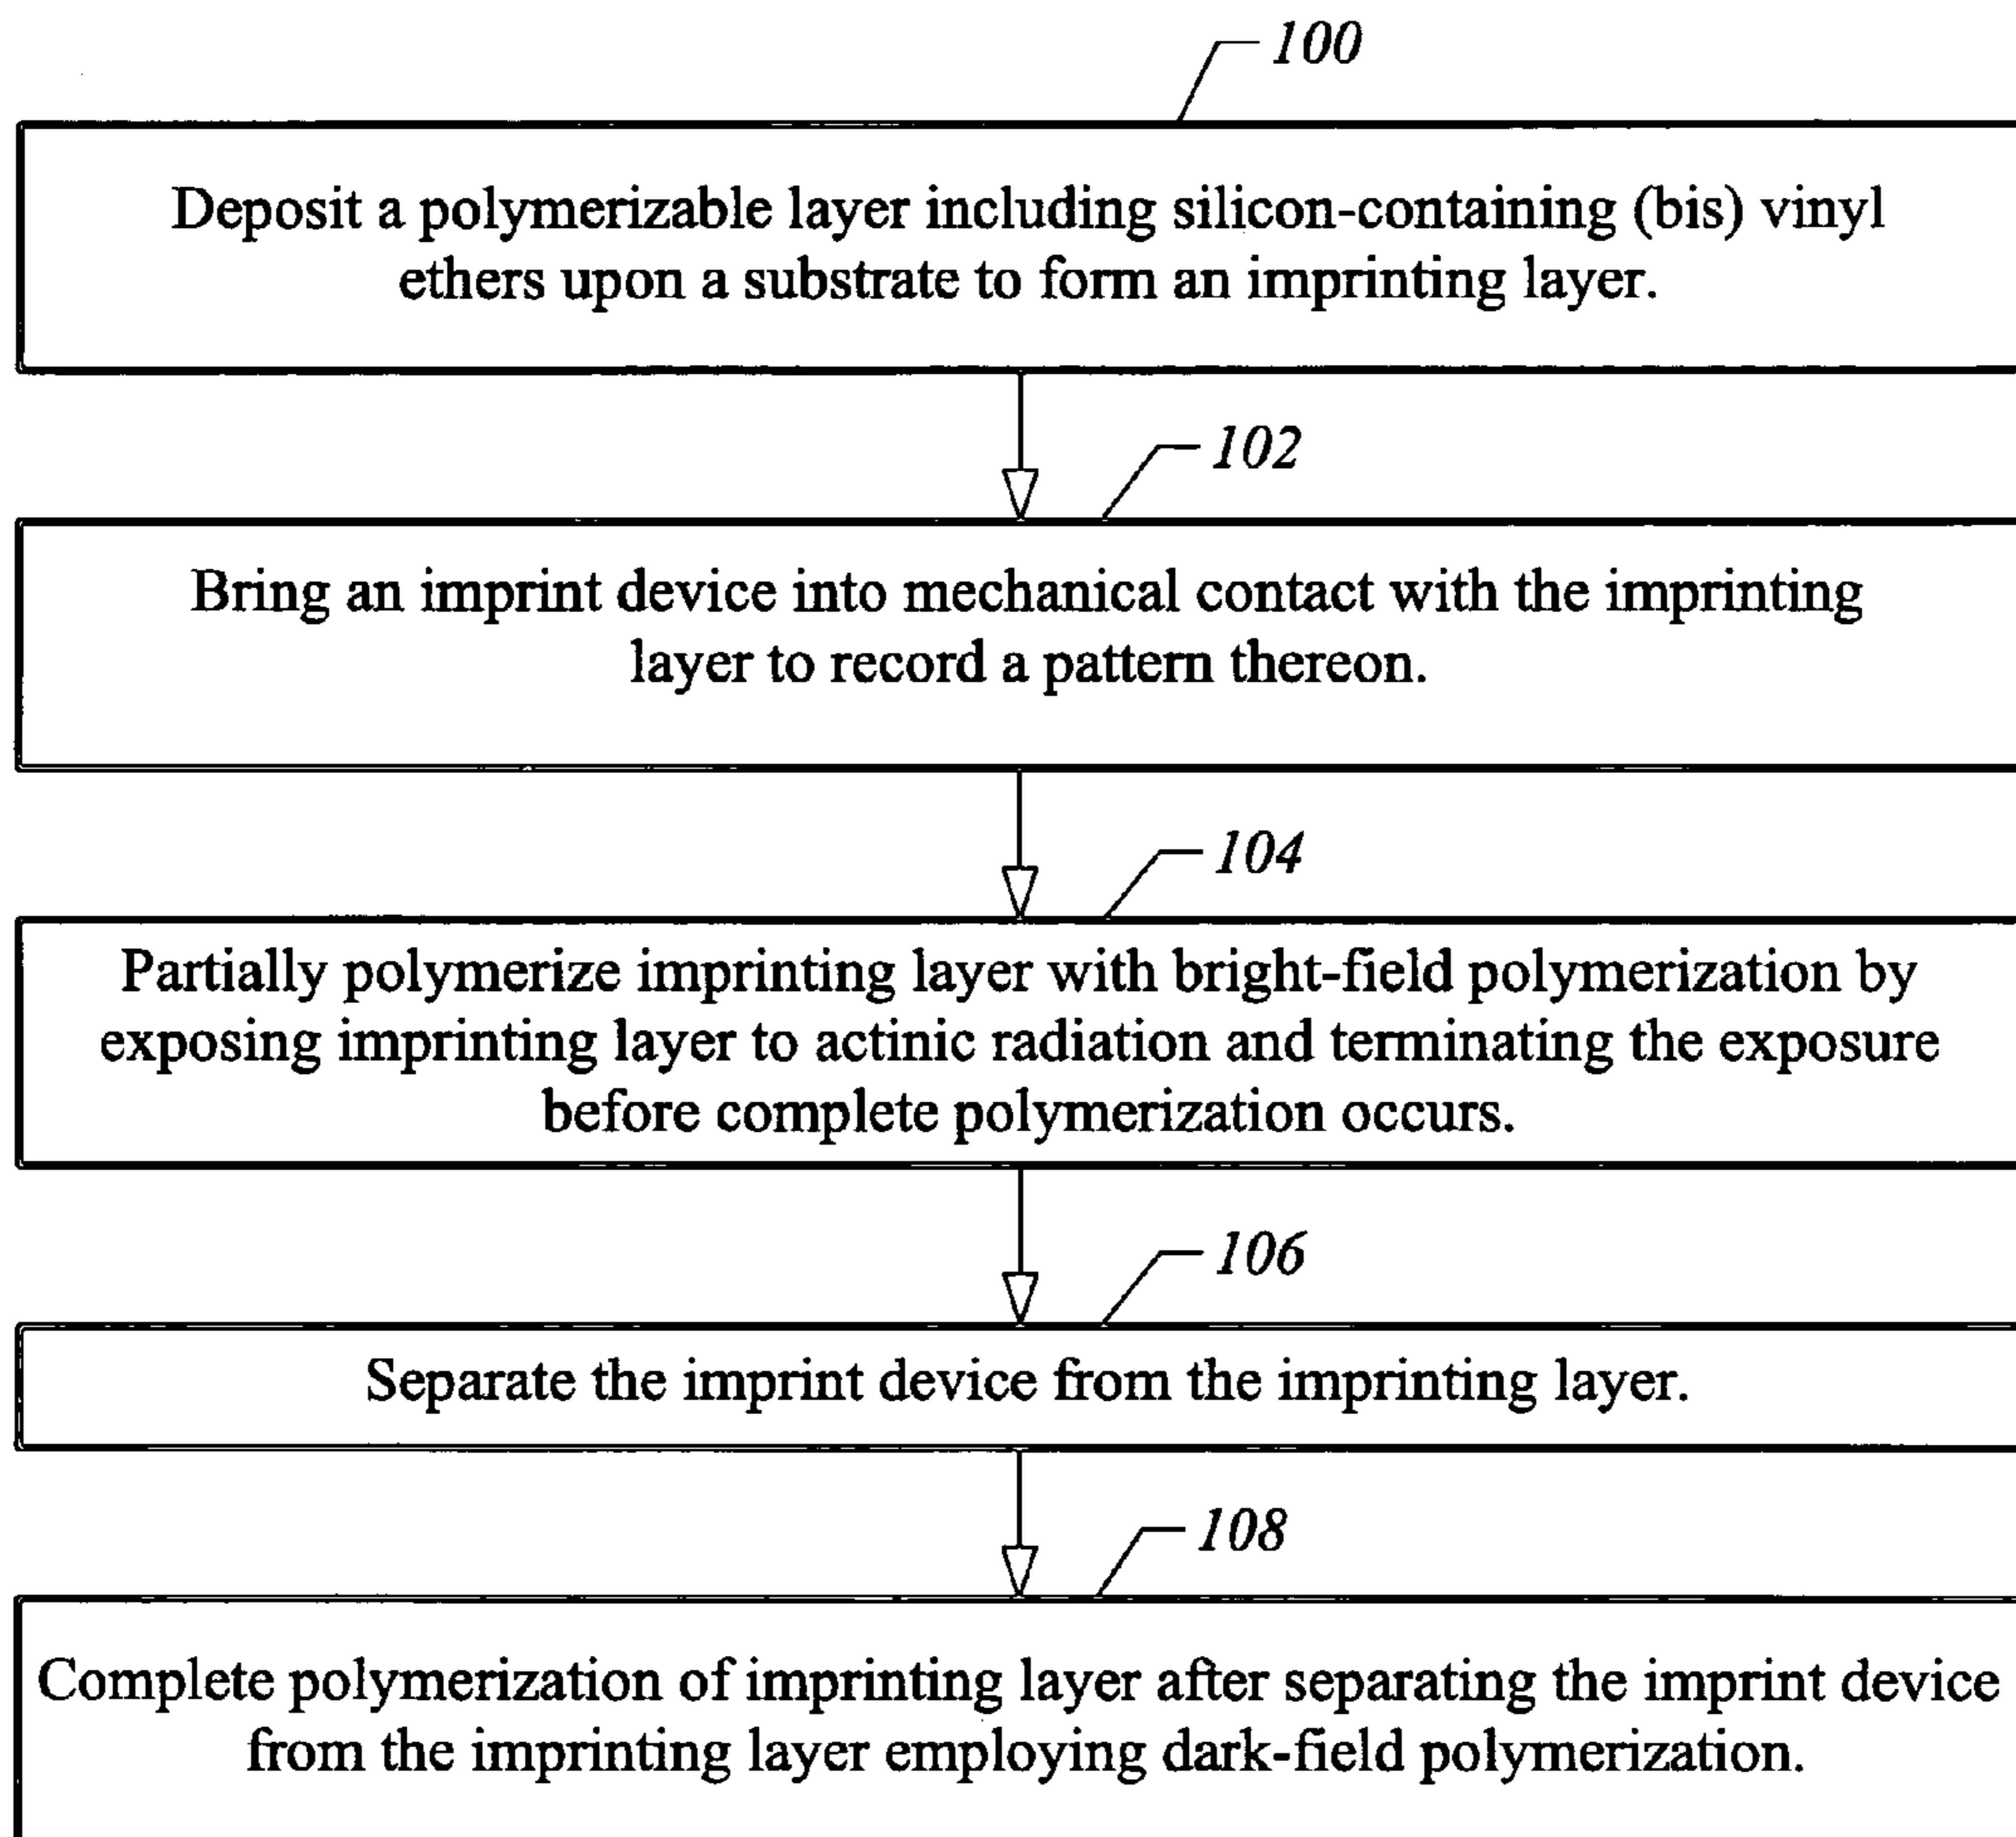 100
Deposit a polymerizable layer including silicon-containing (bis) vinyl
ethers upon a substrate to form an imprinting layer.
102
Bring an imprint device into mechanical contact with the imprinting
layer to record a pattern thereon.
104
Partially polymerize imprinting layer with bright-field polymerization by
exposing imprinting layer to actinic radiation and terminating the exposure
before complete polymerization occurs.
106
Separate the imprint device from the imprinting layer.
108
Complete polymerization of imprinting layer after separating the imprint device
from the imprinting layer employing dark-field polymerization.